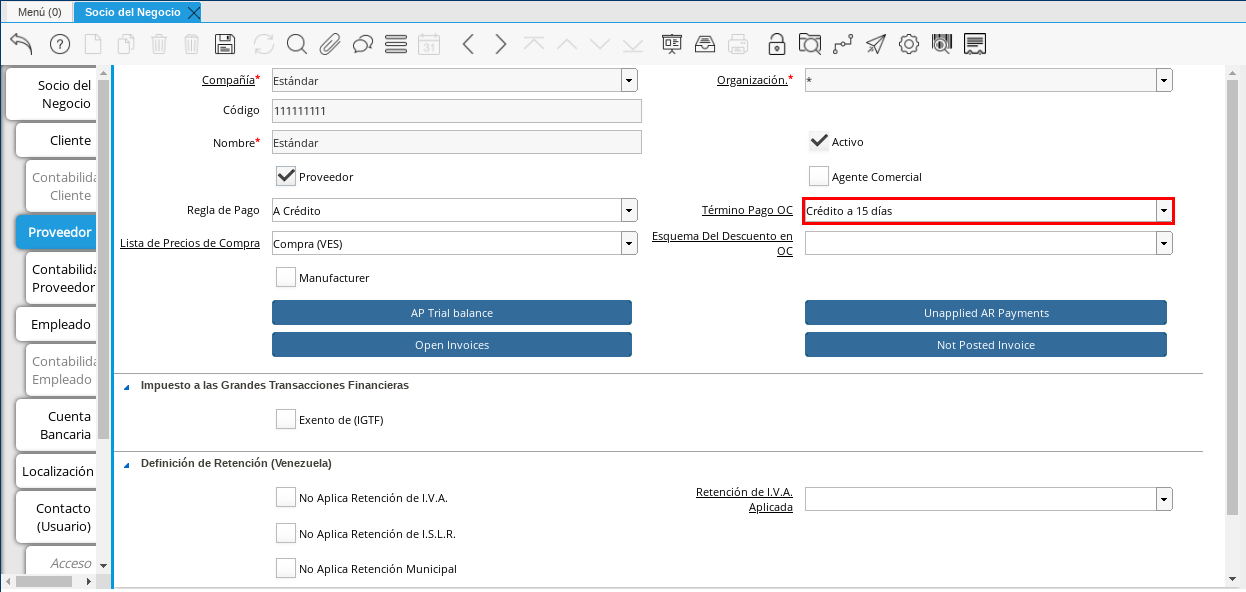 Menú (0)
Socio del Negocio
31
Socio del
Negocio
Cliente
Contabilida
Cliente
Proveedor
Contabilida
Proveedor
Empleado
Contabilida
Empleado
Cuenta
Bancaria
Localización
Contacto
(Usuario)
Acceso
Compañía* Estándar Organización.* *
Código 111111111
Nombre* Estándar Activo
Proveedor Agente Comercial
Regla de Pago A Crédito Término Pago OC Crédito a 15 días
Lista de Precios de Compra Compra (VES) Esquema Del Descuento en
OC
Manufacturer
AP Trial balance Unapplied AR Payments
Open Invoices Not Posted Invoice
Impuesto a las Grandes Transacciones Financieras
Exento de (IGTF)
Definición de Retención (Venezuela)
No Aplica Retención de I.V.A. Retención de I.V.A.
Aplicada
No Aplica Retención de I.S.L.R.
No Aplica Retención Municipal